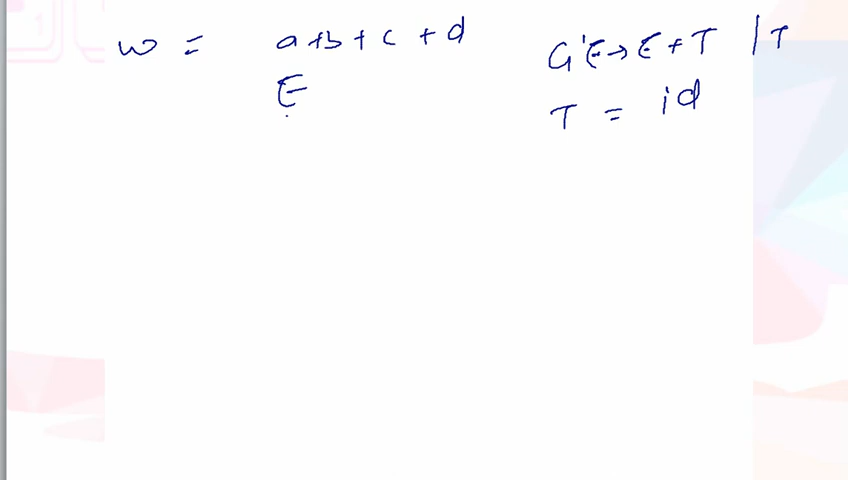 w = a+b+c+d
G' E→E+T |T
E
T = id